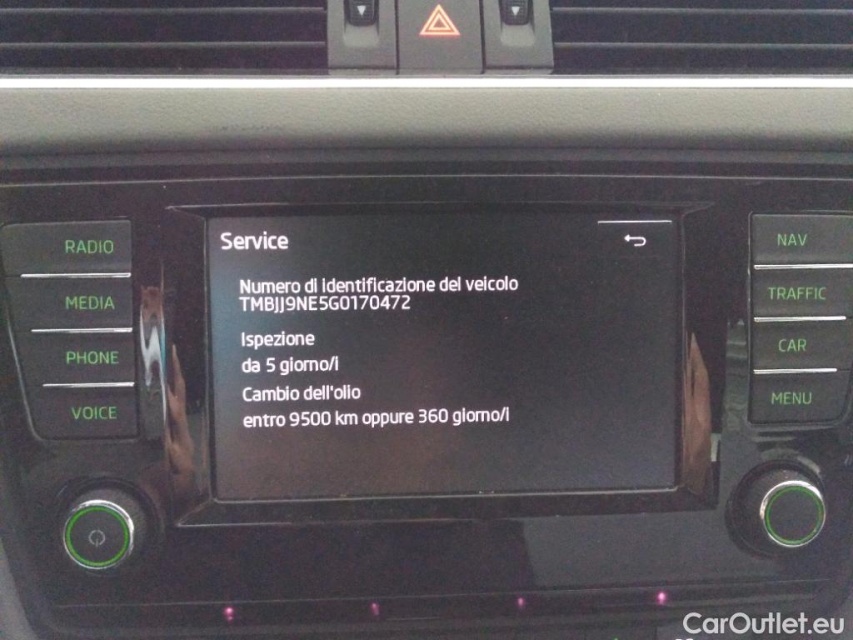 Service
Numero di identificazione del veicolo
TMBJJ9NE5G0170472
Ispezione
da 5 giorno/i
Cambio dell'olio
entro 9500 km oppure 360 giorno/i
RADIO
MEDIA
PHONE
VOICE
NAV
TRAFFIC
CAR
MENU
CarOutlet.eu